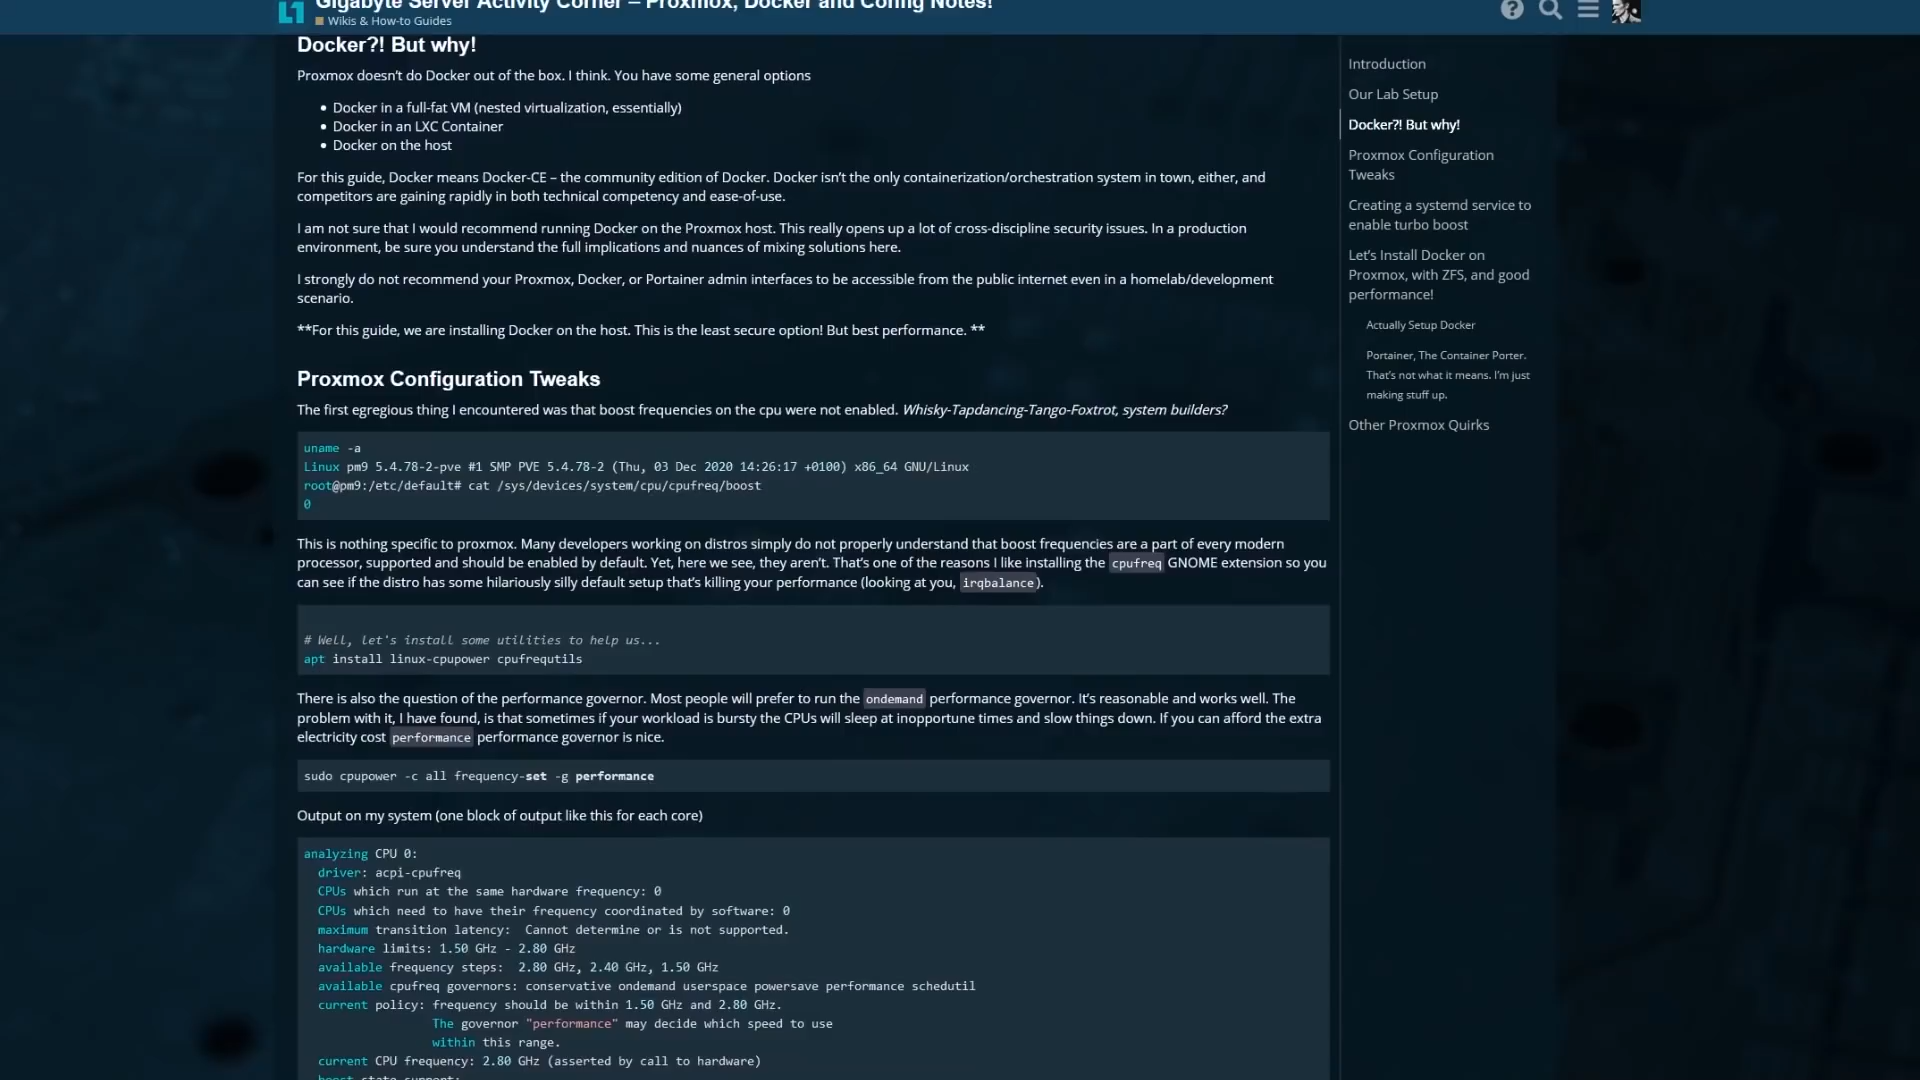 Gigabyte Server Activity Corner – Proxmox, Docker and Config Notes!
Wikis & How-to Guides
Docker?! But why!
Proxmox doesn’t do Docker out of the box. I think. You have some general options
Docker in a full-fat VM (nested virtualization, essentially)
Docker in an LXC Container
Docker on the host
For this guide, Docker means Docker-CE – the community edition of Docker. Docker isn’t the only containerization/orchestration system in town, either, and
competitors are gaining rapidly in both technical competency and ease-of-use.
I am not sure that I would recommend running Docker on the Proxmox host. This really opens up a lot of cross-discipline security issues. In a production
environment, be sure you understand the full implications and nuances of mixing solutions here.
I strongly do not recommend your Proxmox, Docker, or Portainer admin interfaces to be accessible from the public internet even in a homelab/development
scenario.
**For this guide, we are installing Docker on the host. This is the least secure option! But best performance. **
Proxmox Configuration Tweaks
The first egregious thing I encountered was that boost frequencies on the cpu were not enabled. Whisky-Tapdancing-Tango-Foxtrot, system builders?
uname -a
Linux pm9 5.4.78-2-pve #1 SMP PVE 5.4.78-2 (Thu, 03 Dec 2020 14:26:17 +0100) x86_64 GNU/Linux
root@pm9:/etc/default# cat /sys/devices/system/cpu/cpufreq/boost
0
This is nothing specific to proxmox. Many developers working on distros simply do not properly understand that boost frequencies are a part of every modern
processor, supported and should be enabled by default. Yet, here we see, they aren’t. That’s one of the reasons I like installing the cpufreq GNOME extension so you
can see if the distro has some hilariously silly default setup that’s killing your performance (looking at you, irqbalance).
# Well, let's install some utilities to help us...
apt install linux-cpupower cpufrequtils
There is also the question of the performance governor. Most people will prefer to run the ondemand performance governor. It’s reasonable and works well. The
problem with it, I have found, is that sometimes if your workload is bursty the CPUs will sleep at inopportune times and slow things down. If you can afford the extra
electricity cost performance performance governor is nice.
sudo cpupower -c all frequency-set -g performance
Output on my system (one block of output like this for each core)
analyzing CPU 0:
driver: acpi-cpufreq
CPUs which run at the same hardware frequency: 0
CPUs which need to have their frequency coordinated by software: 0
maximum transition latency:  Cannot determine or is not supported.
hardware limits: 1.50 GHz - 2.80 GHz
available frequency steps:  2.80 GHz, 2.40 GHz, 1.50 GHz
available cpufreq governors: conservative ondemand userspace powersave performance schedutil
current policy: frequency should be within 1.50 GHz and 2.80 GHz.
The governor "performance" may decide which speed to use
within this range.
current CPU frequency: 2.80 GHz (asserted by call to hardware)
boost state support:
Introduction
Our Lab Setup
Docker?! But why!
Proxmox Configuration
Tweaks
Creating a systemd service to
enable turbo boost
Let’s Install Docker on
Proxmox, with ZFS, and good
performance!
Actually Setup Docker
Portainer, The Container Porter.
That’s not what it means. I’m just
making stuff up.
Other Proxmox Quirks